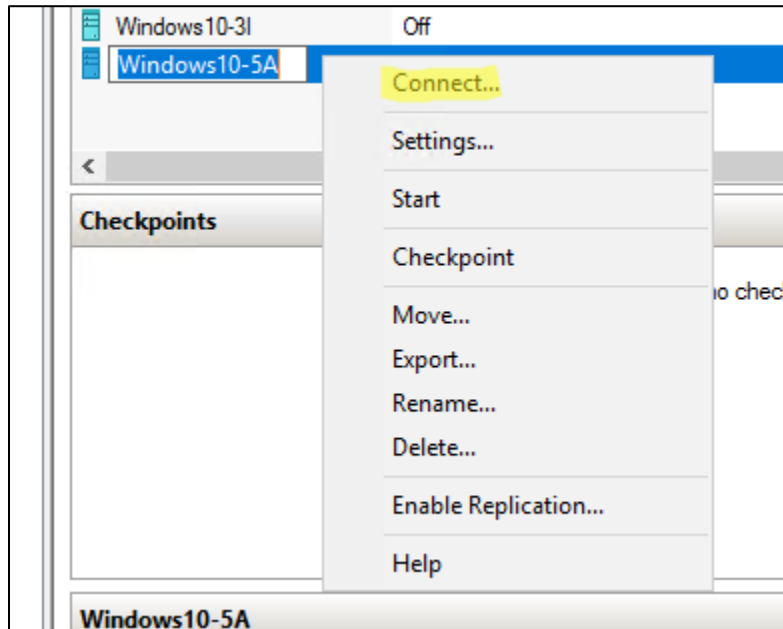 Windows10-3I Off
Windows10-5A
Connect...
Settings...
Checkpoints
Start
Checkpoint
Move...
Export...
Rename...
Delete...
Enable Replication...
Help
Windows10-5A